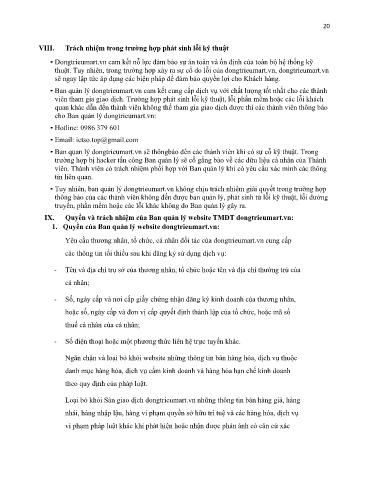 20
VIII. Trách nhiệm trong trường hợp phát sinh lỗi kỹ thuật
• Dongtrieumart.vn cam kết nỗ lực đảm bảo sự an toàn và ổn định của toàn bộ hệ thống kỹ
thuật. Tuy nhiên, trong trường hợp xảy ra sự cố do lỗi của dongtrieumart.vn, dongtrieumart.vn
sẽ ngay lập tức áp dụng các biện pháp để đảm bảo quyền lợi cho Khách hàng.
• Ban quản lý dongtrieumart.vn cam kết cung cấp dịch vụ với chất lượng tốt nhất cho các thành
viên tham gia giao dịch. Trường hợp phát sinh lỗi kỹ thuật, lỗi phần mềm hoặc các lỗi khách
quan khác dẫn đến thành viên không thể tham gia giao dịch được thì các thành viên thông báo
cho Ban quản lý dongtrieumart.vn:
• Hotline: 0986 379 601
• Email: ictso.top@gmail.com
• Ban quan lý dongtrieumart.vn sẽ thôngbáo đến các thành viên khi có sự cỗ kỹ thuật. Trong
trường hợp bị hacker tấn công Ban quản lý sẽ cố gắng bảo về các dữu liệu cá nhân của Thành
viên. Thành viên có trách nhiệm phối hợp với Ban quản lý khi có yêu cầu xác minh các thông
tin liên quan.
• Tuy nhiên, ban quản lý dongtrieumart.vn không chịu trách nhiệm giải quyết trong trường hợp
thông báo của các thành viên không đến được ban quản lý, phát sinh từ lỗi kỹ thuật, lỗi đường
truyền, phần mềm hoặc các lỗi khác không do Ban quản lý gây ra.
IX. Quyền và trách nhiệm của Ban quản lý website TMDT dongtrieumart.vn:
1. Quyền của Ban quản lý website dongtrieumart.vn:
Yêu cầu thương nhân, tổ chức, cá nhân đối tác của dongtrieumart.vn cung cấp
các thông tin tối thiểu sau khi đăng ký sử dụng dịch vụ:
- Tên và địa chỉ trụ sở của thương nhân, tổ chức hoặc tên và địa chỉ thường trú của
cá nhân;
- Số, ngày cấp và nơi cấp giấy chứng nhận đăng ký kinh doanh của thương nhân,
hoặc số, ngày cấp và đơn vị cấp quyết định thành lập của tổ chức, hoặc mã số
thuế cá nhân của cá nhân;
- Số điện thoại hoặc một phương thức liên hệ trực tuyến khác.
Ngăn chặn và loại bỏ khỏi website những thông tin bán hàng hóa, dịch vụ thuộc
danh mục hàng hóa, dịch vụ cấm kinh doanh và hàng hóa hạn chế kinh doanh
theo quy định của pháp luật.
Loại bỏ khỏi Sàn giao dịch dongtrieumart.vn những thông tin bán hàng giả, hàng
nhái, hàng nhập lậu, hàng vi phạm quyền sở hữu trí tuệ và các hàng hóa, dịch vụ
vi phạm pháp luật khác khi phát hiện hoặc nhận được phản ánh có căn cứ xác